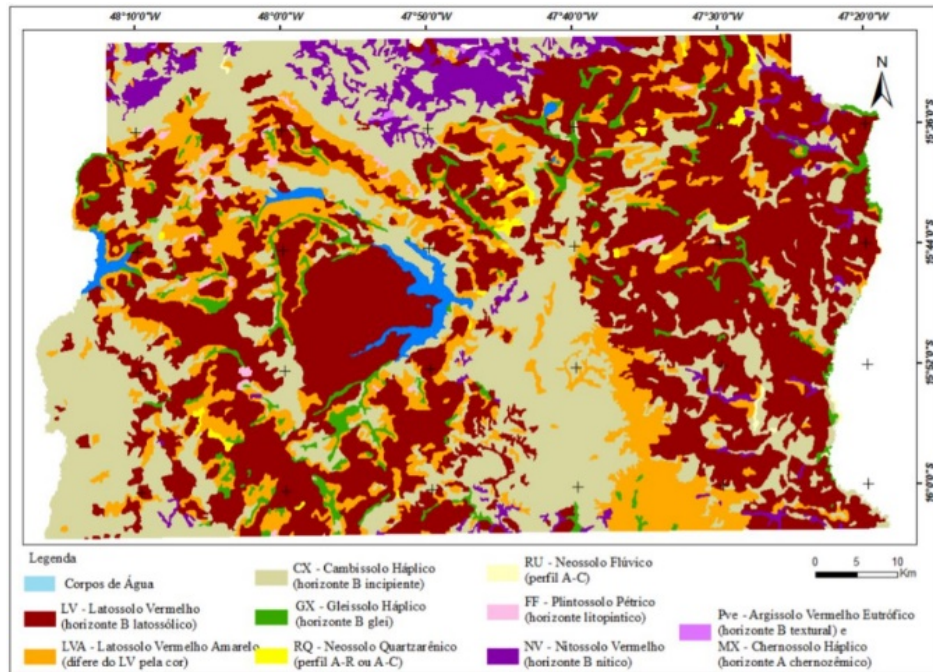 48°10'0"W 48°0'0"W 47°50'0"W 47°40'0"W 47°30'0"W 47°20'0"W
N
15°36'0"S
15°44'0"S
15°52'0"S
16°0'0"S
Legenda
Corpos de Água
LV - Latossolo Vermelho
(horizonte B latossólico)
LVA - Latossolo Vermelho Amarelo
(difere do LV pela cor)
CX - Cambissolo Háplico
(horizonte B incipiente)
GX - Gleissolo Háplico
(horizonte B glei)
RQ - Neossolo Quartzarênico
(perfil A-R ou A-C)
RU - Neossolo Flúvico
(perfil A-C)
FF - Plintossolo Pétrico
(horizonte litopíntico)
NV - Nitossolo Vermelho
(horizonte B nítico)
0 5 10
Km
Pve - Argissolo Vermelho Eutrófico
(horizonte B textural) e
MX - Chernossolo Háplico
(horizonte A chernozêmico)